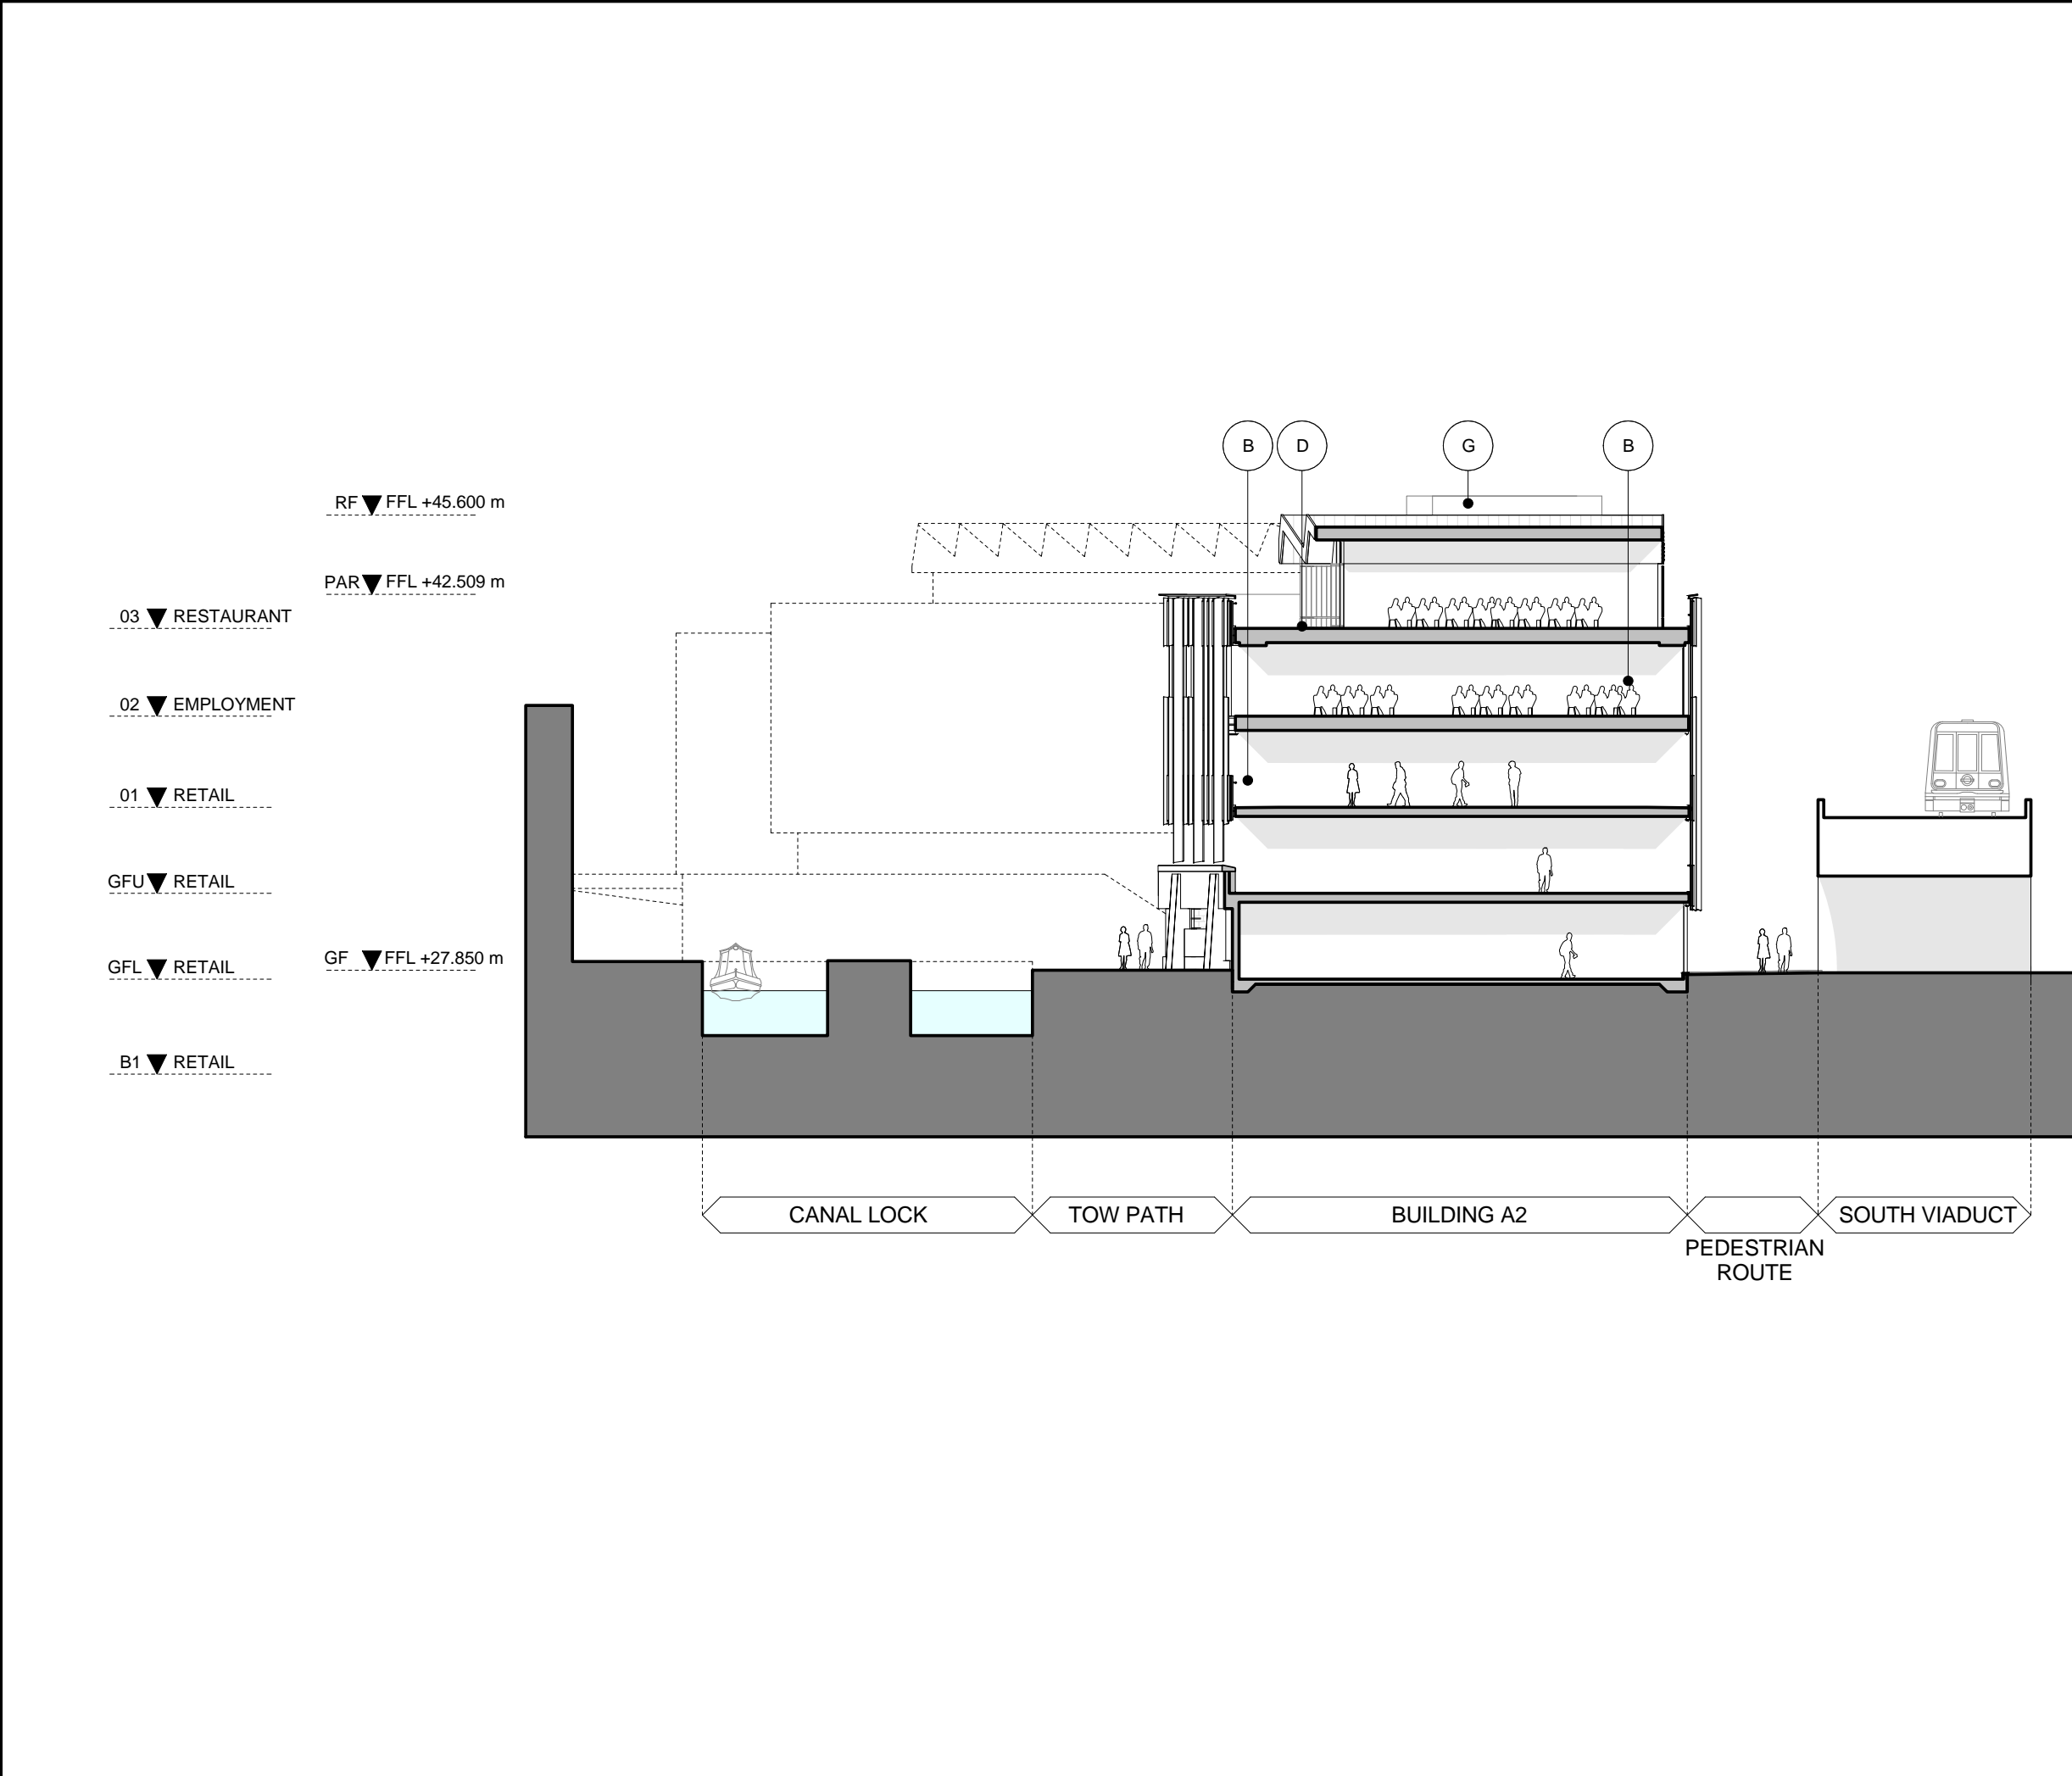 B D G B
RF FFL +45.600 m
PAR FFL +42.509 m
03 RESTAURANT
02 EMPLOYMENT
01 RETAIL
GFU RETAIL
GF FFL +27.850 m
GFL RETAIL
B1 RETAIL
CANAL LOCK
TOW PATH
BUILDING A2
SOUTH VIADUCT
PEDESTRIAN
ROUTE